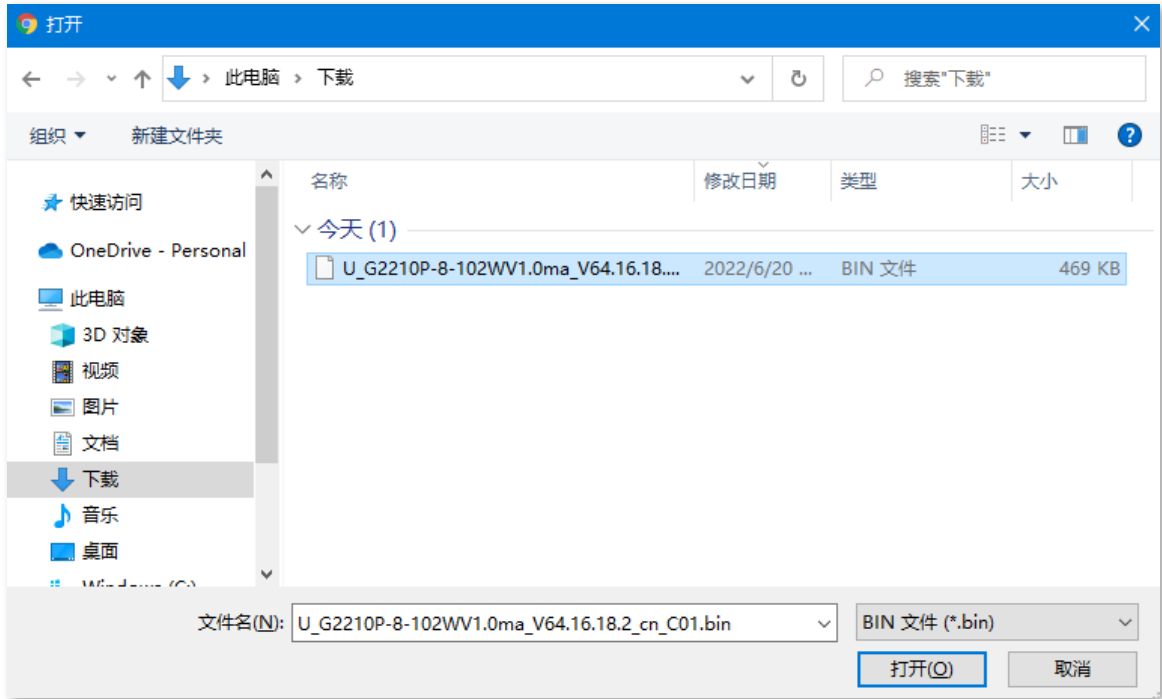 打开
此电脑 > 下载
搜索"下载"
组织 新建文件夹
名称 修改日期 类型 大小
快速访问
今天 (1)
OneDrive - Personal
U_G2210P-8-102WV1.0ma_V64.16.18.... 2022/6/20 ... BIN 文件 469 KB
此电脑
3D 对象
视频
图片
文档
下载
音乐
桌面
Windows (C:)
文件名(N): U_G2210P-8-102WV1.0ma_V64.16.18.2_cn_C01.bin BIN 文件 (*.bin)
打开(O) 取消